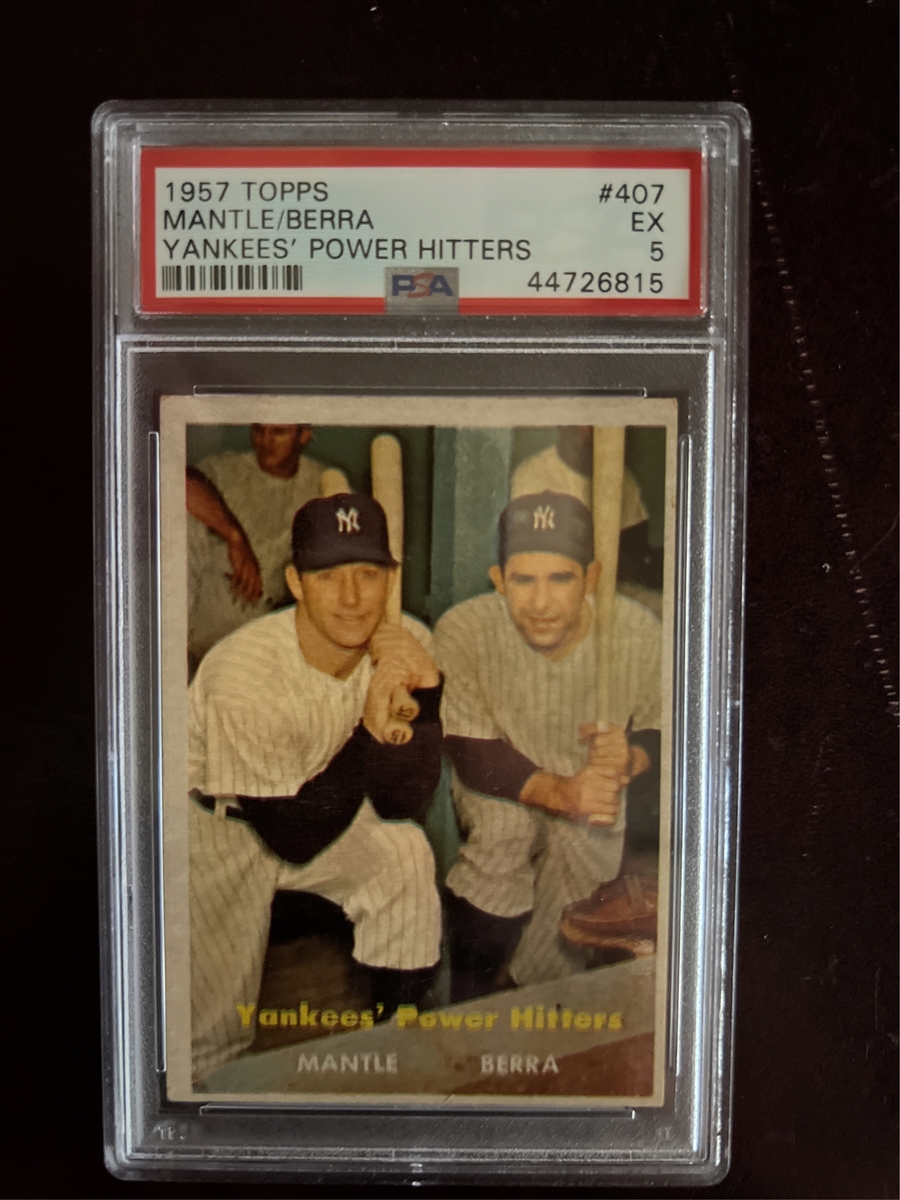 1957 TOPPS #407
MANTLE/BERRA EX
YANKEES' POWER HITTERS 5
PSA 44726815
NY NY
Yankees' Power Hitters
MANTLE BERRA